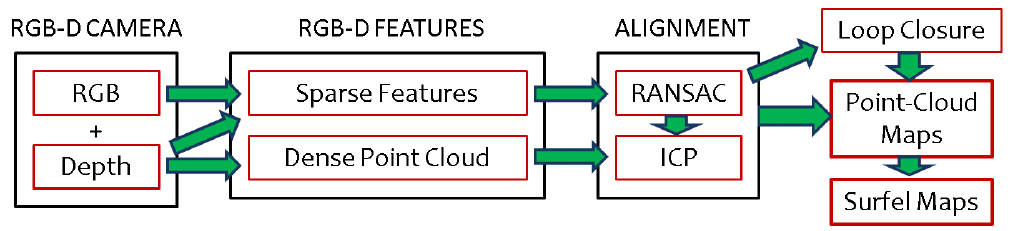 RGB-D CAMERA
RGB
+
Depth
RGB-D FEATURES
Sparse Features
Dense Point Cloud
ALIGNMENT
RANSAC
ICP
Loop Closure
Point-Cloud
Maps
Surfel Maps